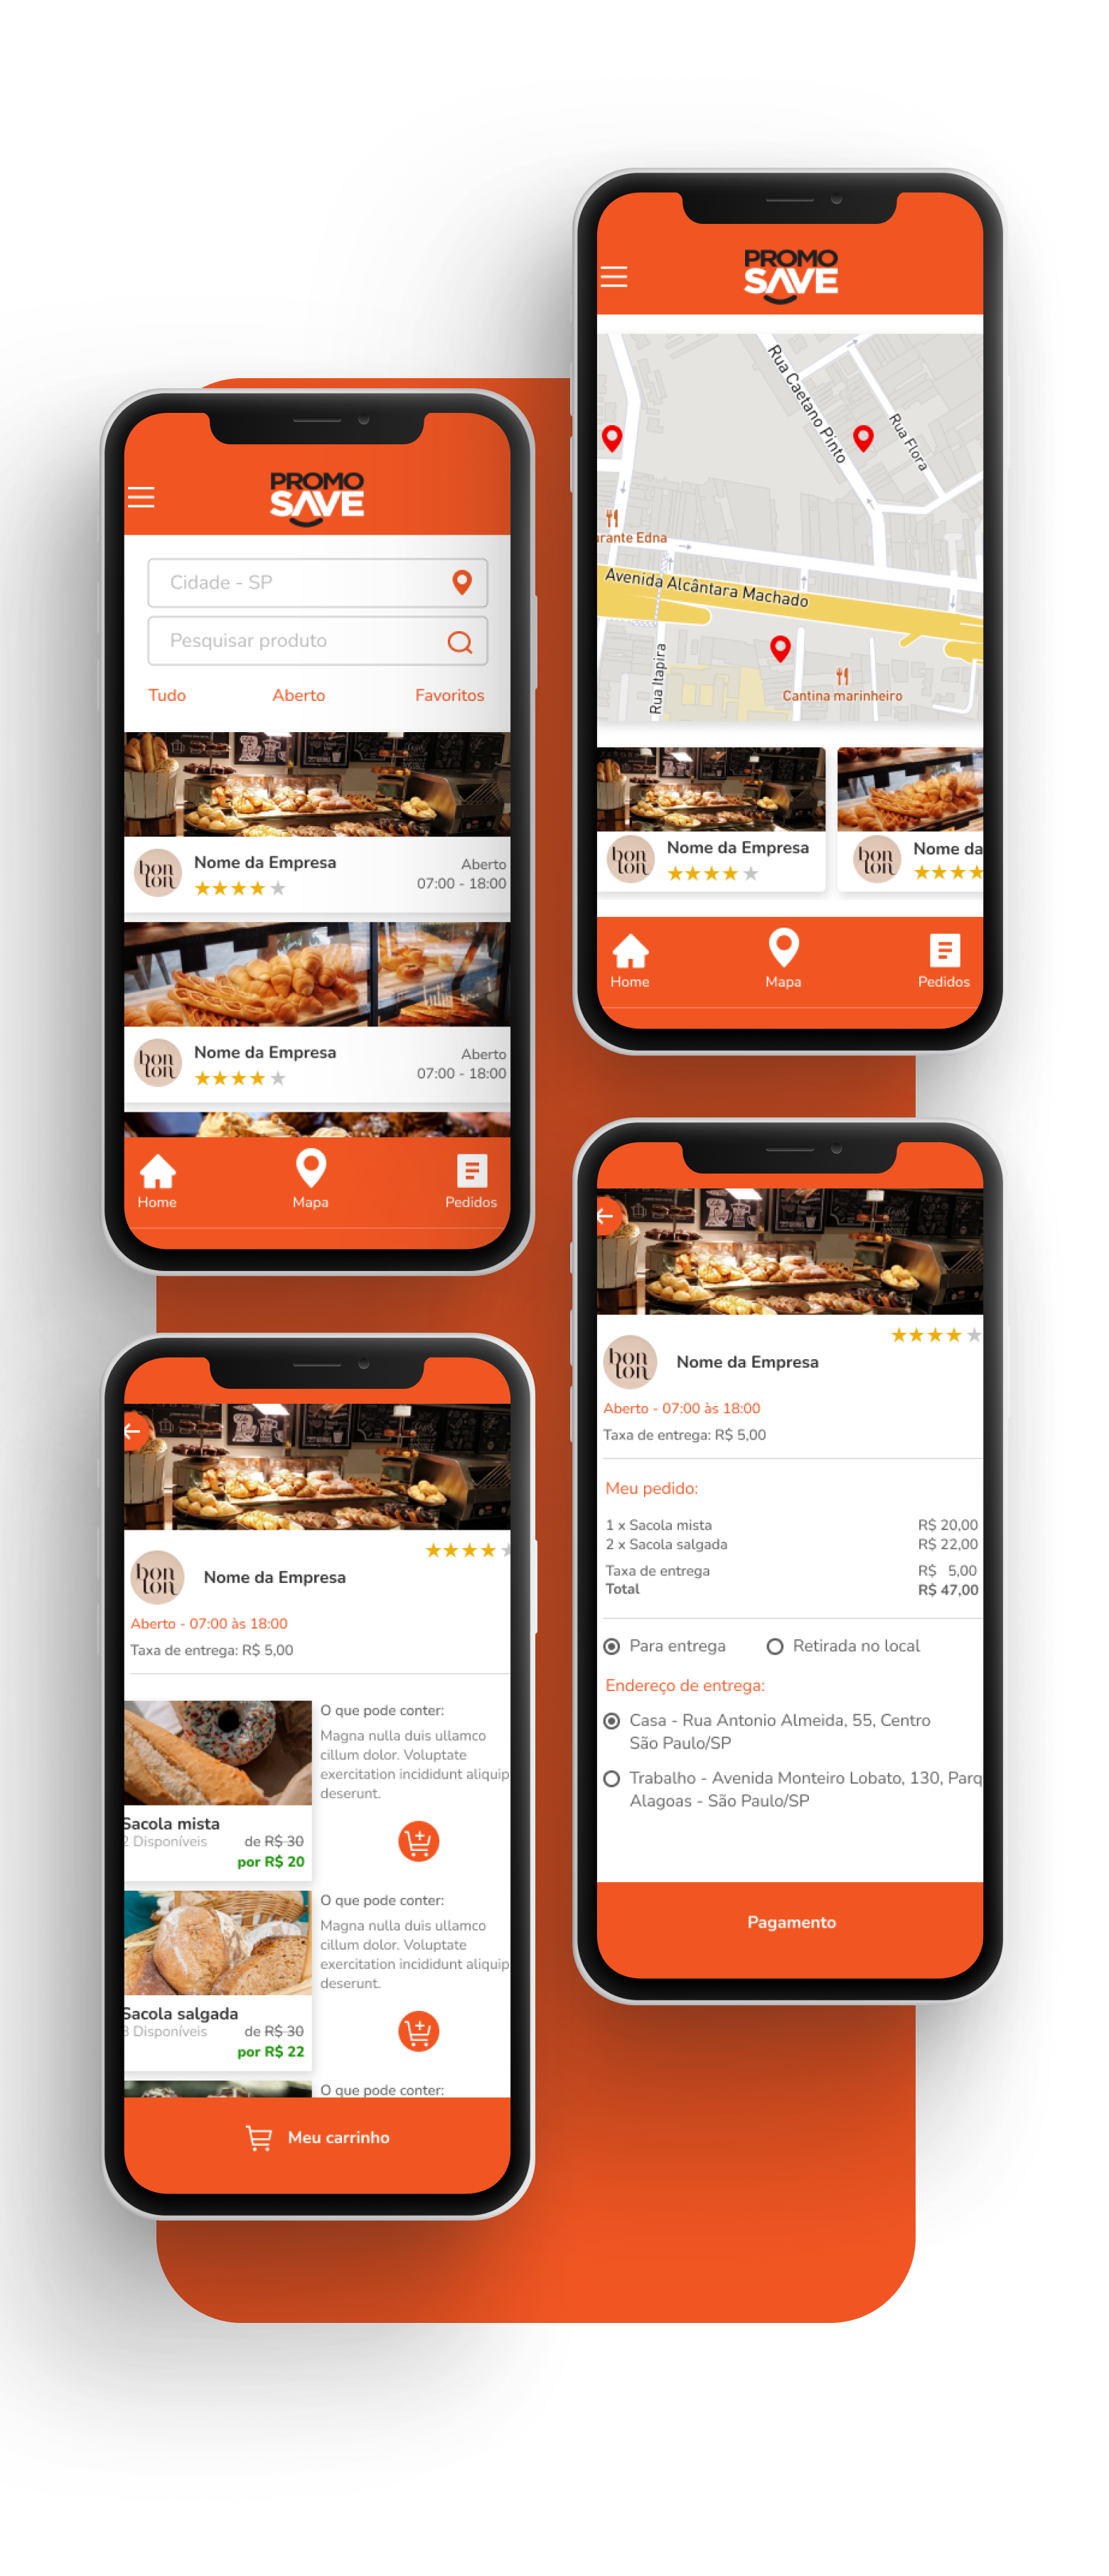 PROMO
SAVE
Cidade - SP
Pesquisar produto
Tudo Aberto Favoritos
bon
ton
Nome da Empresa
Aberto
07:00 - 18:00
bon
ton
Nome da Empresa
Aberto
07:00 - 18:00
Home Mapa Pedidos
PROMO
SAVE
Rua Caetano Pinto
Rua Flora
Edna
Avenida Alcântara Machado
Rua Itapira
Cantina marinheiro
bon
ton
Nome da Empresa
bon
ton
Nome da
Home Mapa Pedidos
bon
ton
Nome da Empresa
Aberto - 07:00 às 18:00
Taxa de entrega: R$ 5,00
O que pode conter:
Magna nulla duis ullamco
cillum dolor. Voluptate
exercitation incididunt aliquip
deserunt.
Sacola mista
2 Disponíveis de R$ 30
por R$ 20
O que pode conter:
Magna nulla duis ullamco
cillum dolor. Voluptate
exercitation incididunt aliquip
deserunt.
Sacola salgada
Disponíveis de R$ 30
por R$ 22
O que pode conter:
Meu carrinho
bon
ton
Nome da Empresa
Aberto - 07:00 às 18:00
Taxa de entrega: R$ 5,00
Meu pedido:
1 x Sacola mista R$ 20,00
2 x Sacola salgada R$ 22,00
Taxa de entrega R$ 5,00
Total R$ 47,00
Para entrega Retirada no local
Endereço de entrega:
Casa - Rua Antonio Almeida, 55, Centro
São Paulo/SP
Trabalho - Avenida Monteiro Lobato, 130, Parq
Alagoas - São Paulo/SP
Pagamento